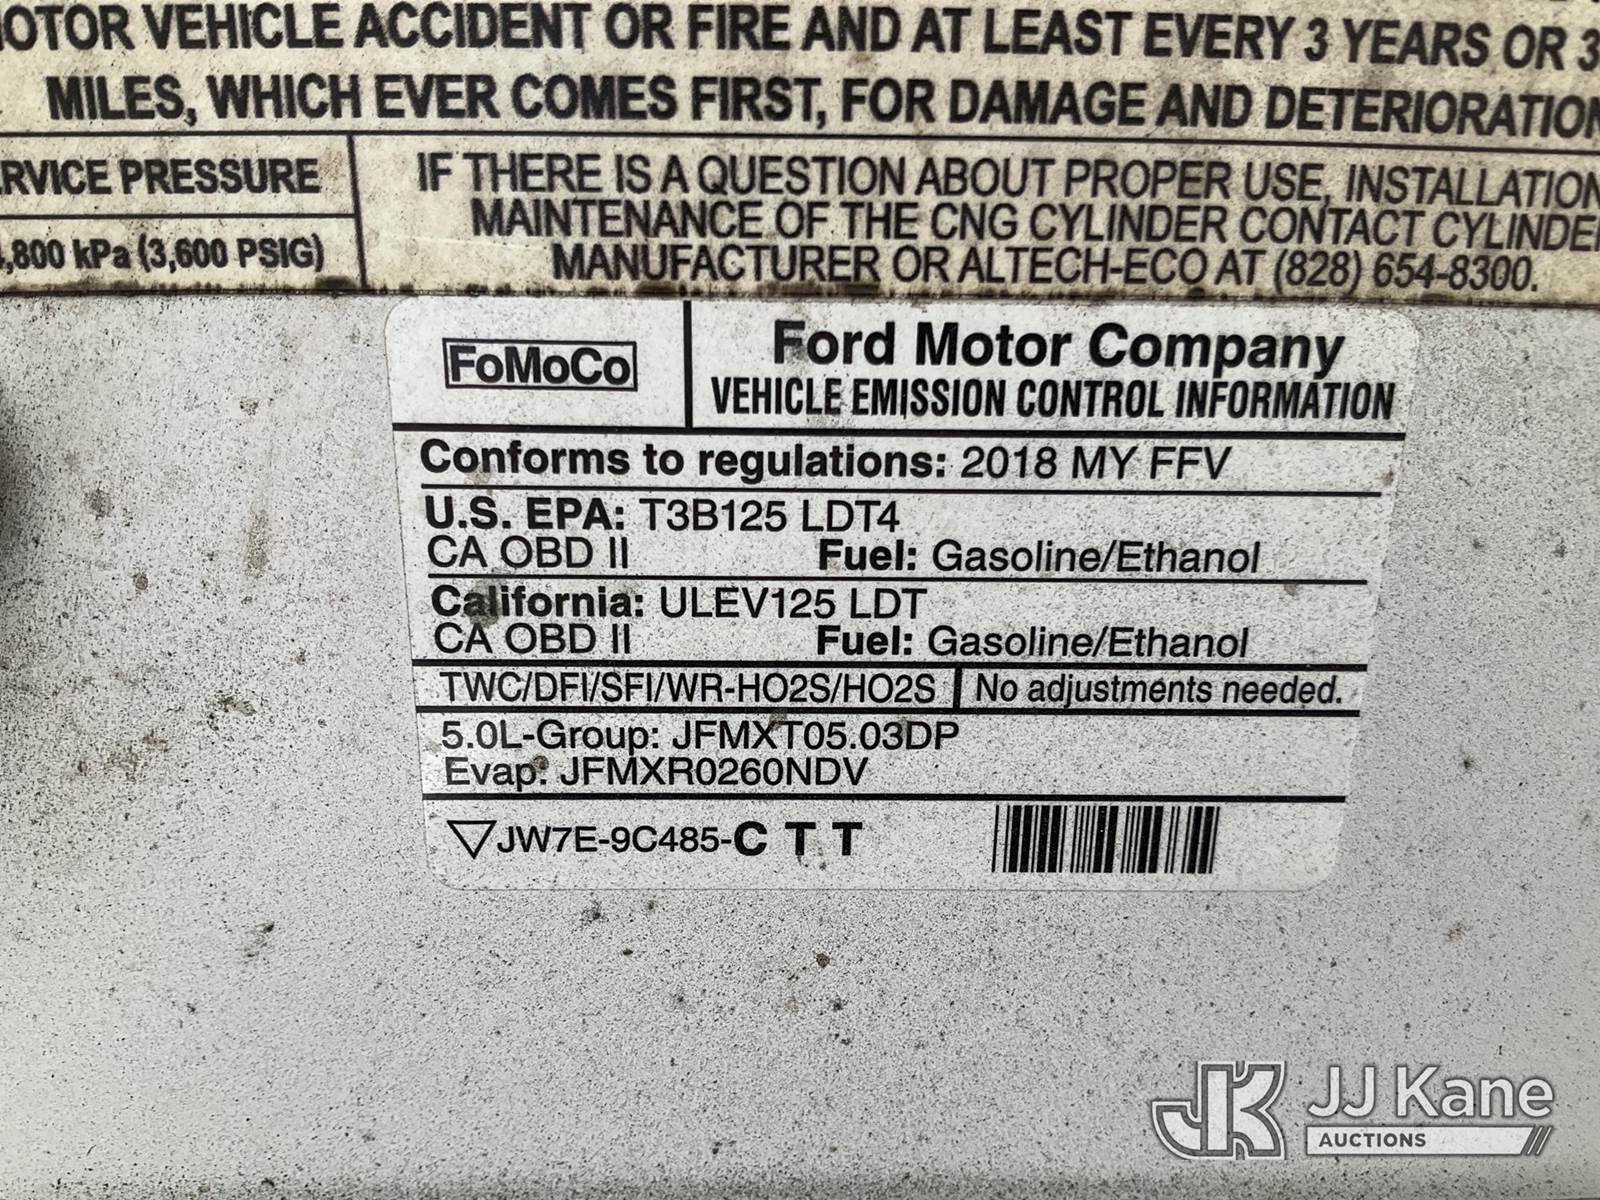 MOTOR VEHICLE ACCIDENT OR FIRE AND AT LEAST EVERY 3 YEARS OR 3
MILES, WHICH EVER COMES FIRST, FOR DAMAGE AND DETERIORATION
SERVICE PRESSURE
,800 kPa (3,600 PSIG)
IF THERE IS A QUESTION ABOUT PROPER USE, INSTALLATION
MAINTENANCE OF THE CNG CYLINDER CONTACT CYLINDER
MANUFACTURER OR ALTECH-ECO AT (828) 654-8300.
FoMoCo
Ford Motor Company
VEHICLE EMISSION CONTROL INFORMATION
Conforms to regulations: 2018 MY FFV
U.S. EPA: T3B125 LDT4
CA OBD II Fuel: Gasoline/Ethanol
California: ULEV125 LDT
CA OBD II Fuel: Gasoline/Ethanol
TWC/DFI/SFI/WR-HO2S/HO2S No adjustments needed.
5.0L-Group: JFMXT05.03DP
Evap: JFMXR0260NDV
JW7E-9C485-C T T
JK JJ Kane
AUCTIONS